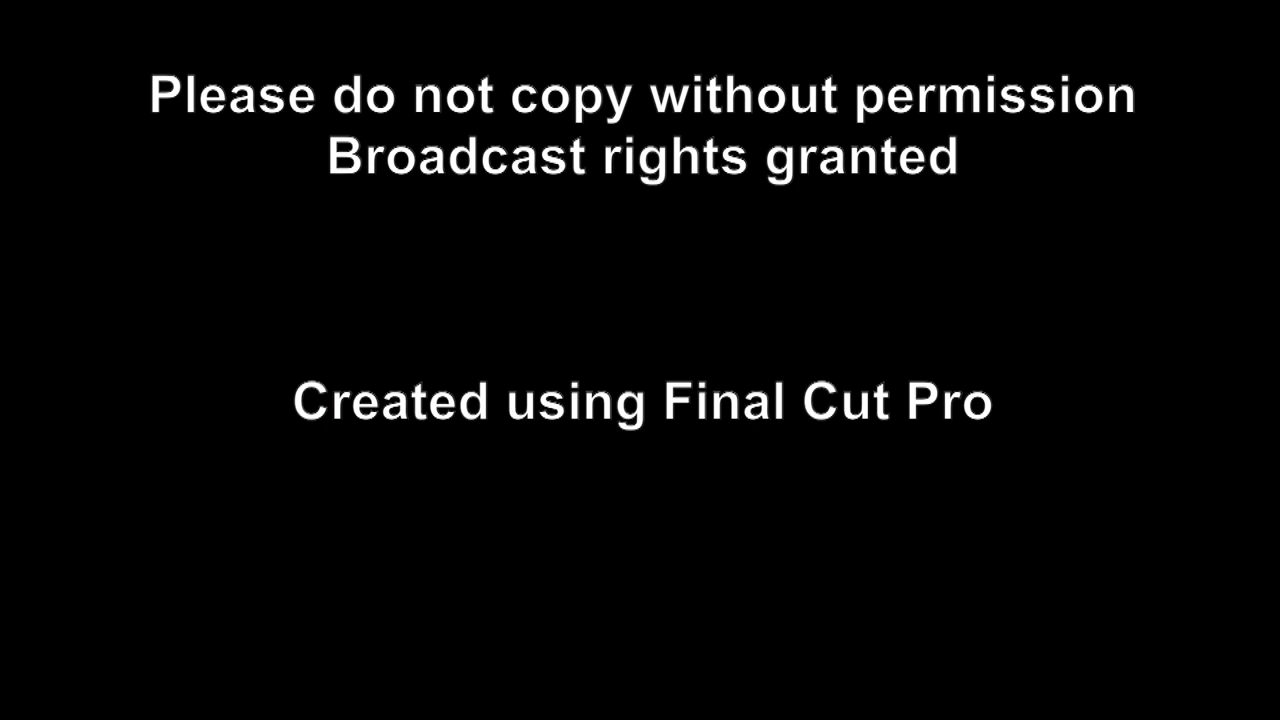 Please do not copy without permission
Broadcast rights granted
Created using Final Cut Pro